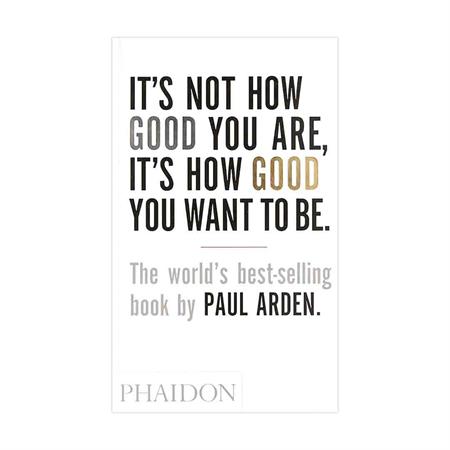 IT'S NOT HOW
GOOD YOU ARE,
IT'S HOW GOOD
YOU WANT TO BE.
The world's best-selling
book by PAUL ARDEN.
PHAIDON